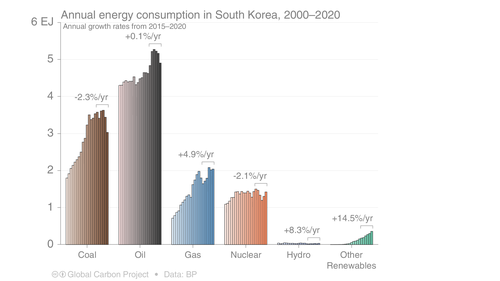 Annual energy consumption in South Korea, 2000–2020
Annual growth rates from 2015–2020
6 EJ
5
4
3
2
1
0
-2.3%/yr
+0.1%/yr
+4.9%/yr
-2.1%/yr
+8.3%/yr
+14.5%/yr
Coal
Oil
Gas
Nuclear
Hydro
Other
Renewables
Global Carbon Project • Data: BP